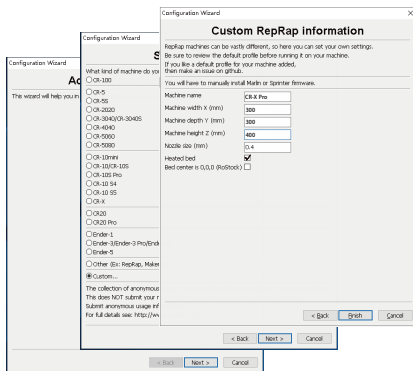 Configuration Wizard
This wizard will help you in
< Back
Next >
Cancel
Configuration Wizard
S
What kind of machine do you
CR-100
CR-5
CR-5S
CR-2020
CR-3040/CR-3040S
CR-4040
CR-5060
CR-5080
CR-10mini
CR-10/CR-10S
CR-10S Pro
CR-10 S4
CR-10 S5
CR-X
CR20
CR20 Pro
Ender-1
Ender-3/Ender-3 Pro/End
Ender-5
Other (Ex: RepRap, Maker
Custom...
The collection of anonymous
This does NOT submit your
Submit anonymous usage inf
For full details see: http://w
< Back
Next >
Cancel
Configuration Wizard
Custom RepRap information
RepRap machines can be vastly different, so here you can set your own settings.
Be sure to review the default profile before running it on your machine.
If you like a default profile for your machine added,
then make an issue on github.
You will have to manually install Marlin or Sprinter firmware.
Machine name CR-X Pro
Machine width X (mm) 300
Machine depth Y (mm) 300
Machine height Z (mm) 400
Nozzle size (mm) 0.4
Heated bed
Bed center is 0,0,0 (RoStock)
< Back
Finish
Cancel